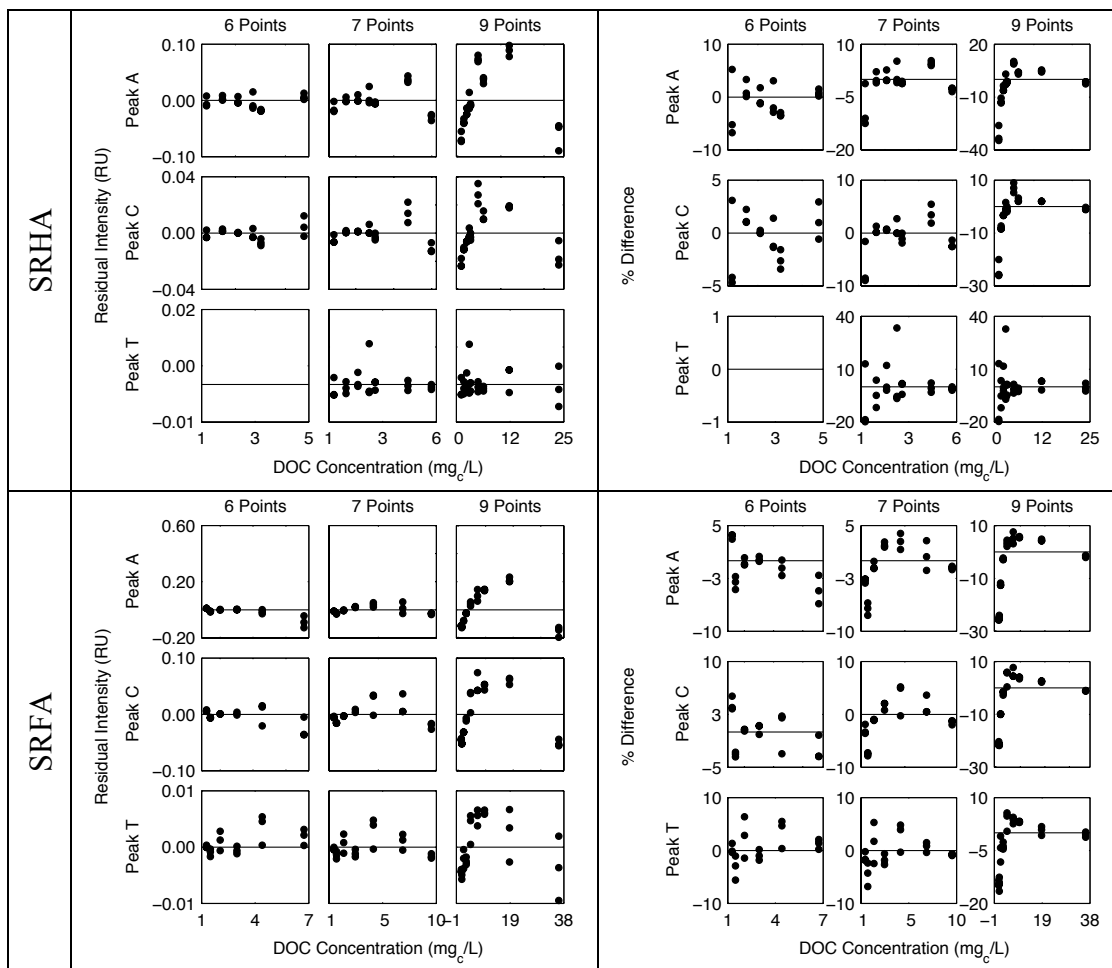 SRHA
6 Points 7 Points 9 Points
Residual Intensity (RU)
Peak A
0.10
0.00
−0.10
Peak C
0.04
0.00
−0.04
Peak T
0.02
0.00
−0.01
1 3 5 1 3 6 0 12 25
DOC Concentration (mgc/L)
6 Points 7 Points 9 Points
% Difference
Peak A
10 10 20
0 −5 0
−10 −20 −10
−40
Peak C
5 10 10
0 0 0
−5 −10 −10
−30
Peak T
1 40 40
0 10 10
−1 −20 −20
1 3 5 1 3 6 0 12 25
DOC Concentration (mgc/L)
SRFA
6 Points 7 Points 9 Points
Residual Intensity (RU)
Peak A
0.60
0.20
−0.20
Peak C
0.10
0.00
−0.10
Peak T
0.01
0.00
−0.01
1 4 7 1 5 10 −1 19 38
DOC Concentration (mgc/L)
6 Points 7 Points 9 Points
% Difference
Peak A
5 5 10
−3 −3 −10
−10 −10 −30
Peak C
10 10 10
3 0 −10
−5 −10 −30
Peak T
10 10 10
0 0 −5
−10 −10 −20
1 4 7 1 5 10 −1 19 38
DOC Concentration (mgc/L)